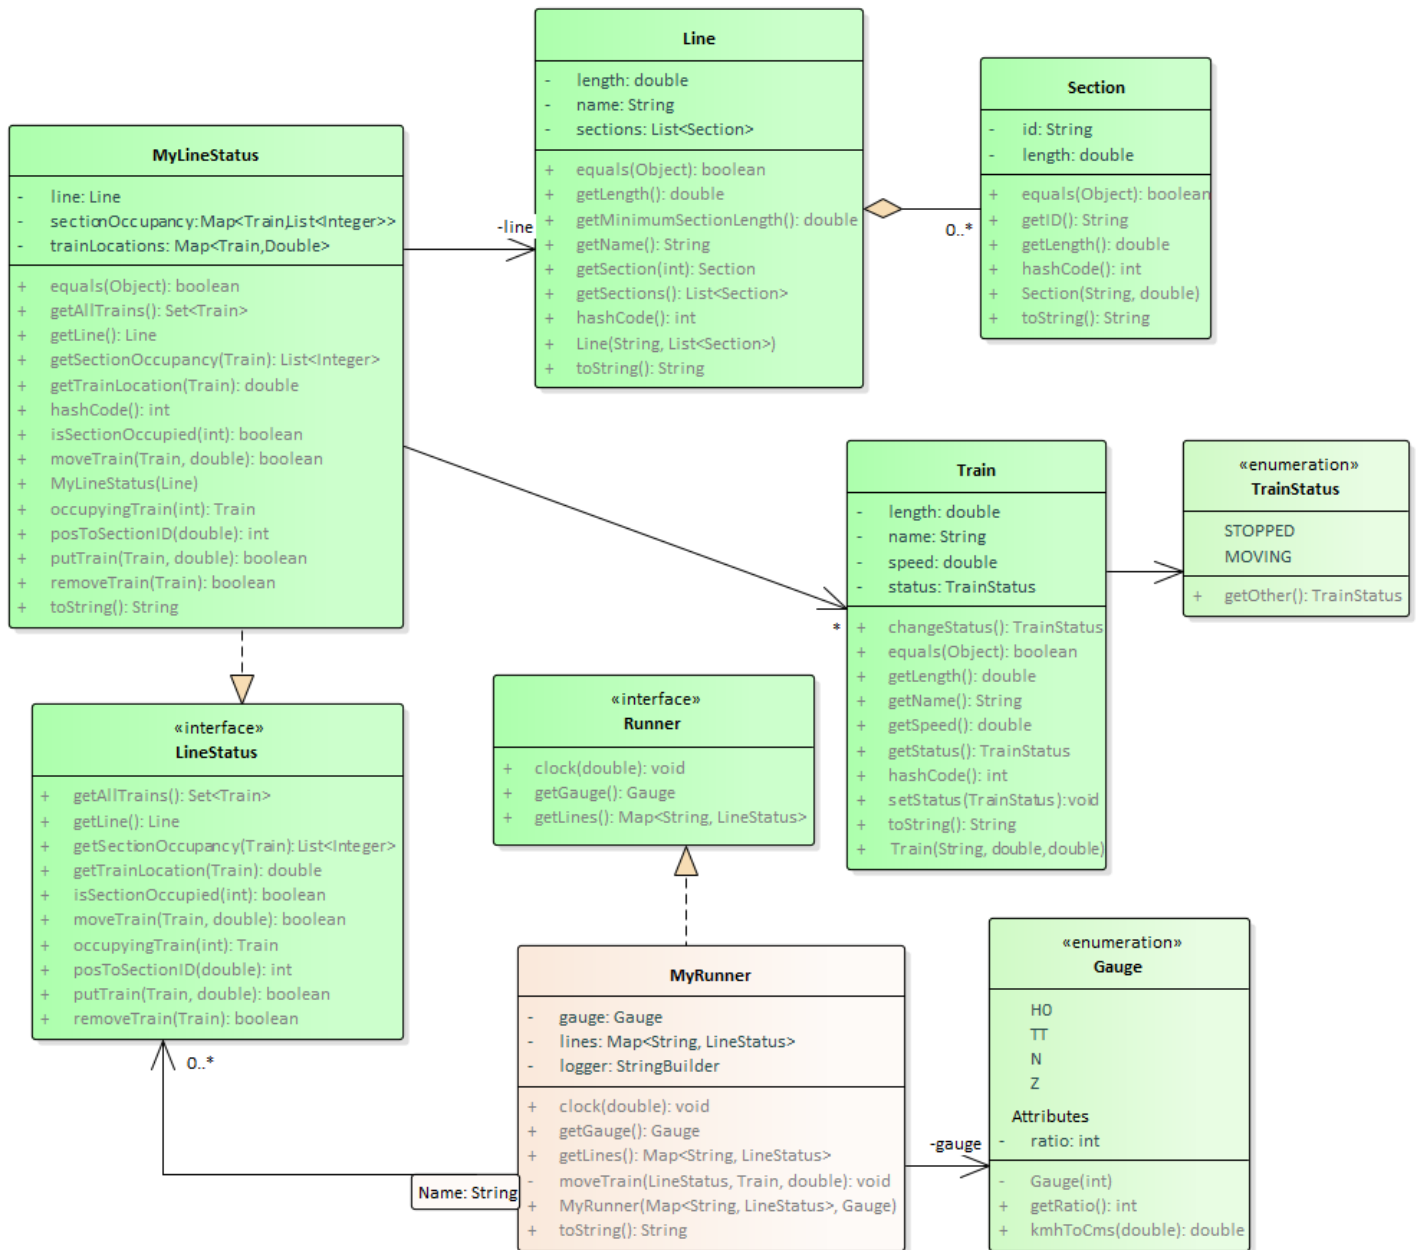 Line
- length: double
- name: String
- sections: List<Section>
+ equals(Object): boolean
+ getLength(): double
+ getMinimumSectionLength(): double
+ getName(): String
+ getSection(int): Section
+ getSections(): List<Section>
+ hashCode(): int
+ Line(String, List<Section>)
+ toString(): String
Section
- id: String
- length: double
+ equals(Object): boolean
+ getID(): String
+ getLength(): double
+ hashCode(): int
+ Section(String, double)
+ toString(): String
0..*
MyLineStatus
- line: Line
- sectionOccupancy:Map<Train,List<Integer>>
- trainLocations: Map<Train,Double>
+ equals(Object): boolean
+ getAllTrains(): Set<Train>
+ getLine(): Line
+ getSectionOccupancy(Train): List<Integer>
+ getTrainLocation(Train): double
+ hashCode(): int
+ isSectionOccupied(int): boolean
+ moveTrain(Train, double): boolean
+ MyLineStatus(Line)
+ occupyingTrain(int): Train
+ posToSectionID(double): int
+ putTrain(Train, double): boolean
+ removeTrain(Train): boolean
+ toString(): String
-line
Train
- length: double
- name: String
- speed: double
- status: TrainStatus
+ changeStatus(): TrainStatus
+ equals(Object): boolean
+ getLength(): double
+ getName(): String
+ getSpeed(): double
+ getStatus(): TrainStatus
+ hashCode(): int
+ setStatus(TrainStatus):void
+ toString(): String
+ Train(String, double,double)
*
«enumeration»
TrainStatus
STOPPED
MOVING
+ getOther(): TrainStatus
«interface»
LineStatus
+ getAllTrains(): Set<Train>
+ getLine(): Line
+ getSectionOccupancy(Train): List<Integer>
+ getTrainLocation(Train): double
+ isSectionOccupied(int): boolean
+ moveTrain(Train, double): boolean
+ occupyingTrain(int): Train
+ posToSectionID(double): int
+ putTrain(Train, double): boolean
+ removeTrain(Train): boolean
0..*
«interface»
Runner
+ clock(double): void
+ getGauge(): Gauge
+ getLines(): Map<String, LineStatus>
MyRunner
- gauge: Gauge
- lines: Map<String, LineStatus>
- logger: StringBuilder
+ clock(double): void
+ getGauge(): Gauge
+ getLines(): Map<String, LineStatus>
- moveTrain(LineStatus, Train, double): void
+ MyRunner(Map<String, LineStatus>, Gauge)
+ toString(): String
Name: String
-gauge
«enumeration»
Gauge
H0
TT
N
Z
Attributes
- ratio: int
- Gauge(int)
+ getRatio(): int
+ kmhToCms(double): double